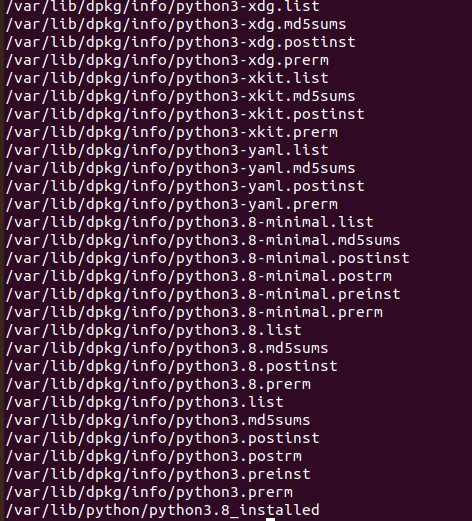 /var/lib/dpkg/info/python3-xdg.list
/var/lib/dpkg/info/python3-xdg.md5sums
/var/lib/dpkg/info/python3-xdg.postinst
/var/lib/dpkg/info/python3-xdg.prerm
/var/lib/dpkg/info/python3-xkit.list
/var/lib/dpkg/info/python3-xkit.md5sums
/var/lib/dpkg/info/python3-xkit.postinst
/var/lib/dpkg/info/python3-xkit.prerm
/var/lib/dpkg/info/python3-yaml.list
/var/lib/dpkg/info/python3-yaml.md5sums
/var/lib/dpkg/info/python3-yaml.postinst
/var/lib/dpkg/info/python3-yaml.prerm
/var/lib/dpkg/info/python3.8-minimal.list
/var/lib/dpkg/info/python3.8-minimal.md5sums
/var/lib/dpkg/info/python3.8-minimal.postinst
/var/lib/dpkg/info/python3.8-minimal.postrm
/var/lib/dpkg/info/python3.8-minimal.preinst
/var/lib/dpkg/info/python3.8-minimal.prerm
/var/lib/dpkg/info/python3.8.list
/var/lib/dpkg/info/python3.8.md5sums
/var/lib/dpkg/info/python3.8.postinst
/var/lib/dpkg/info/python3.8.prerm
/var/lib/dpkg/info/python3.list
/var/lib/dpkg/info/python3.md5sums
/var/lib/dpkg/info/python3.postinst
/var/lib/dpkg/info/python3.postrm
/var/lib/dpkg/info/python3.preinst
/var/lib/dpkg/info/python3.prerm
/var/lib/python/python3.8_installed